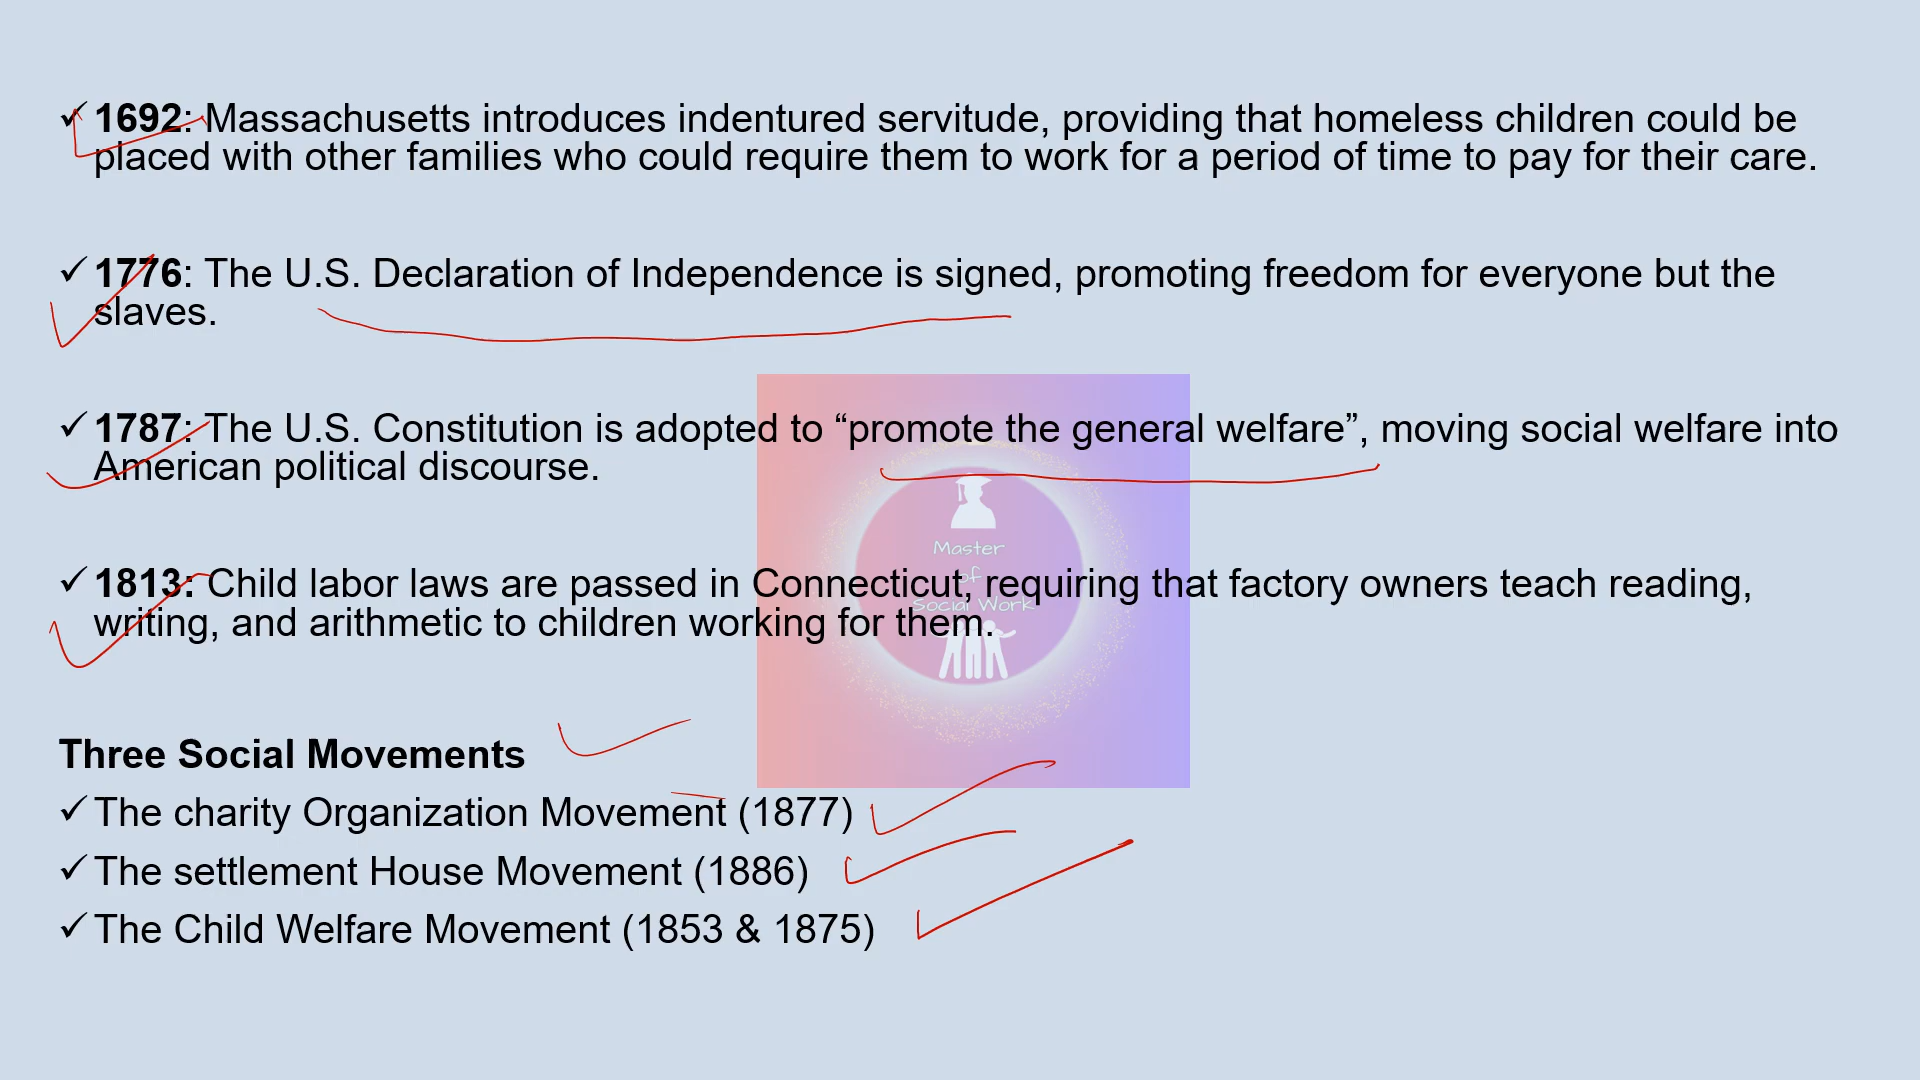 ✓ 1692: Massachusetts introduces indentured servitude, providing that homeless children could be
placed with other families who could require them to work for a period of time to pay for their care.
✓ 1776: The U.S. Declaration of Independence is signed, promoting freedom for everyone but the
slaves.
✓ 1787: The U.S. Constitution is adopted to “promote the general welfare”, moving social welfare into
American political discourse.
✓ 1813: Child labor laws are passed in Connecticut, requiring that factory owners teach reading,
writing, and arithmetic to children working for them.
Master
of
Social Work
Three Social Movements
✓ The charity Organization Movement (1877)
✓ The settlement House Movement (1886)
✓ The Child Welfare Movement (1853 & 1875)